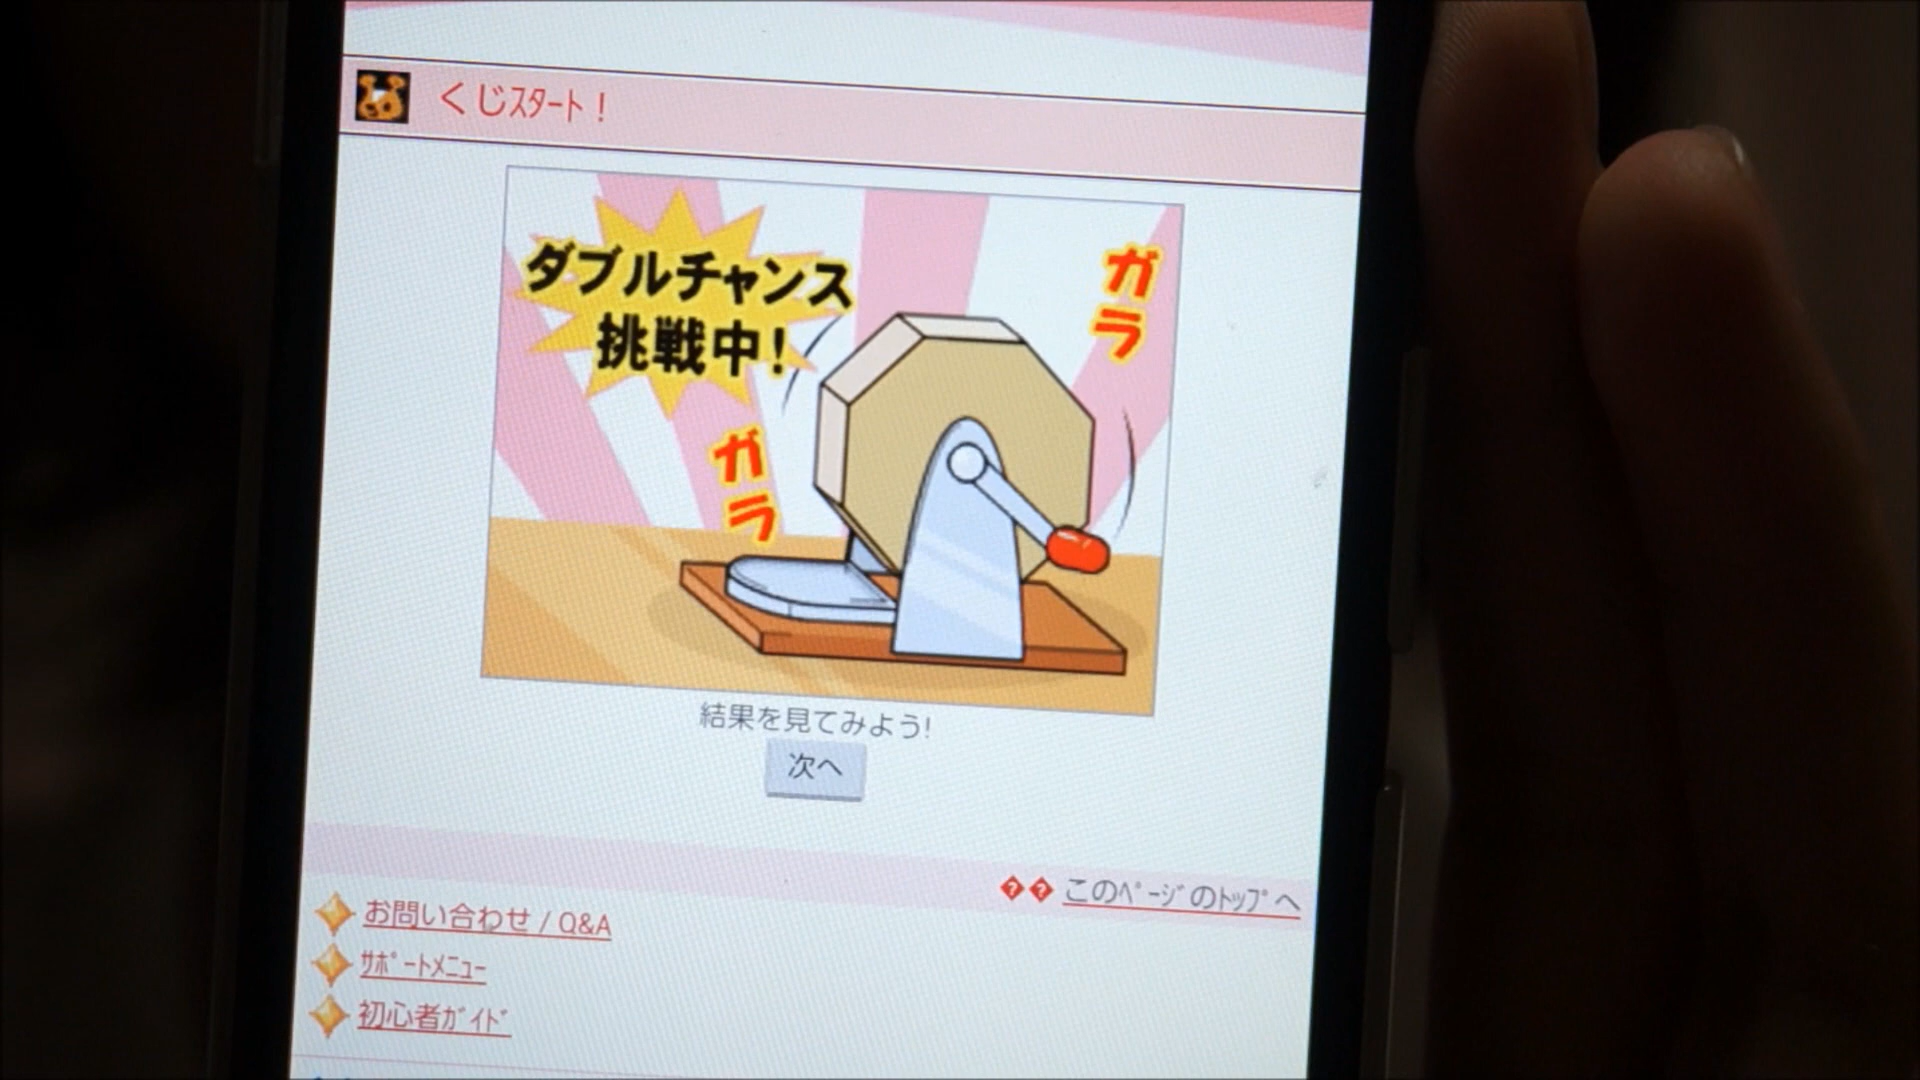 くじｽﾀｰﾄ！
ダブルチャンス
挑戦中！
ガラ
ガラ
結果を見てみよう!
次へ
このﾍﾟｰｼﾞのﾄｯﾌﾟへ
お問い合わせ / Q&A
ｻﾎﾟｰﾄﾒﾆｭｰ
初心者ｶﾞｲﾄﾞ